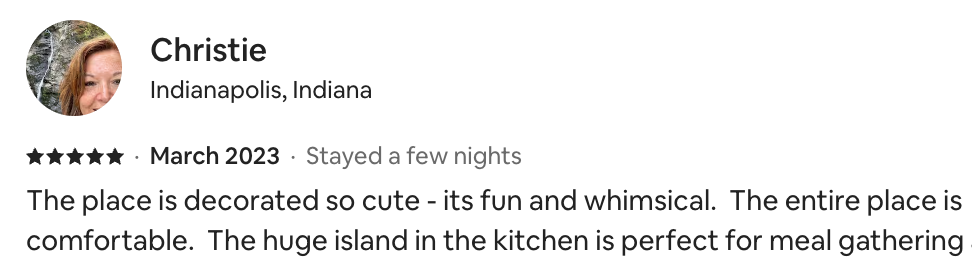 Christie
Indianapolis, Indiana
★★★★★ · March 2023 · Stayed a few nights
The place is decorated so cute - its fun and whimsical.  The entire place is
comfortable.  The huge island in the kitchen is perfect for meal gathering